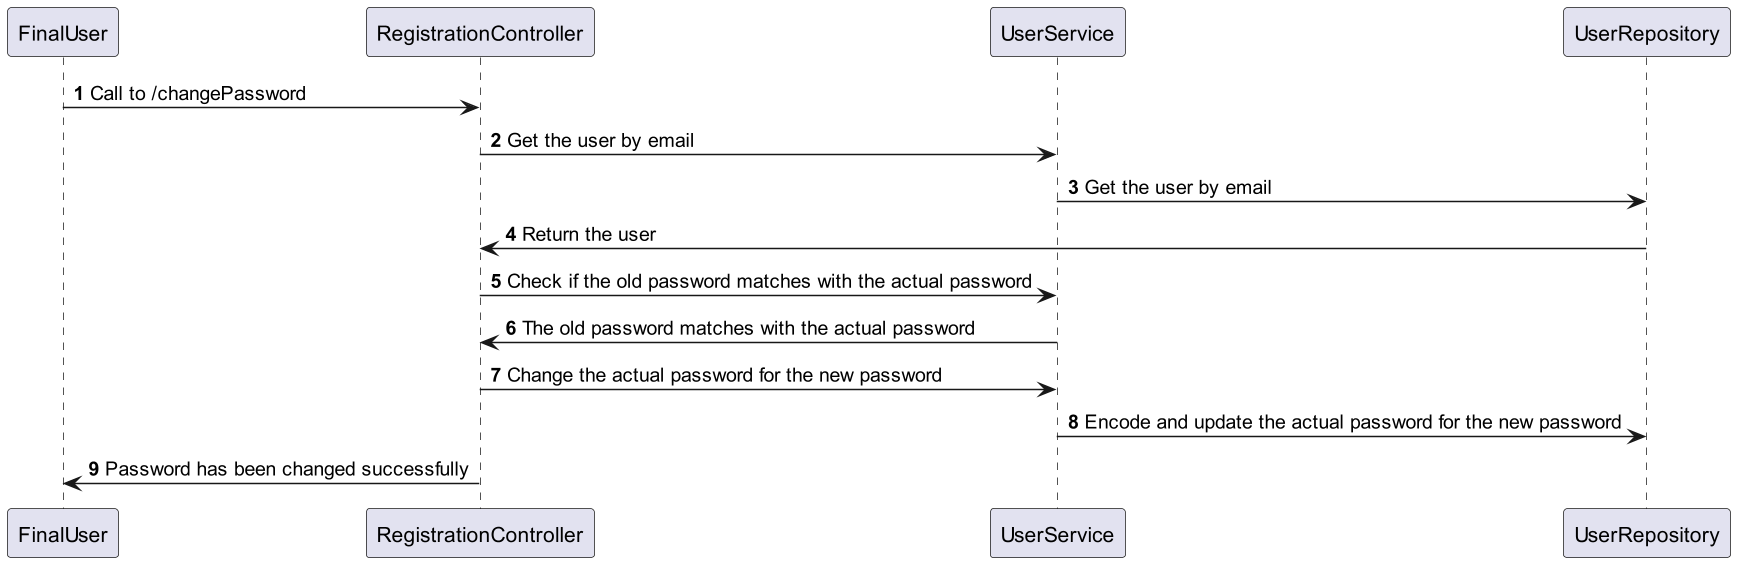 FinalUser
RegistrationController
UserService
UserRepository
1 Call to /changePassword
2 Get the user by email
3 Get the user by email
4 Return the user
5 Check if the old password matches with the actual password
6 The old password matches with the actual password
7 Change the actual password for the new password
8 Encode and update the actual password for the new password
9 Password has been changed successfully
FinalUser
RegistrationController
UserService
UserRepository